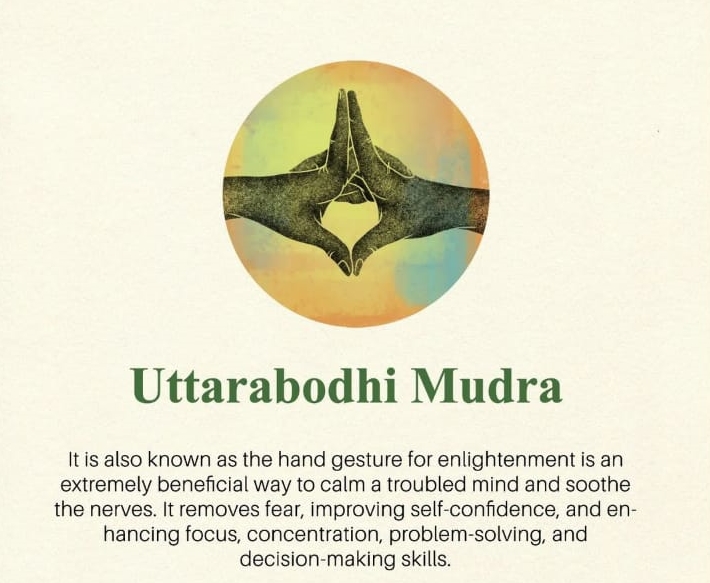 Uttarabodhi Mudra
It is also known as the hand gesture for enlightenment is an
extremely beneficial way to calm a troubled mind and soothe
the nerves. It removes fear, improving self-confidence, and en-
hancing focus, concentration, problem-solving, and
decision-making skills.